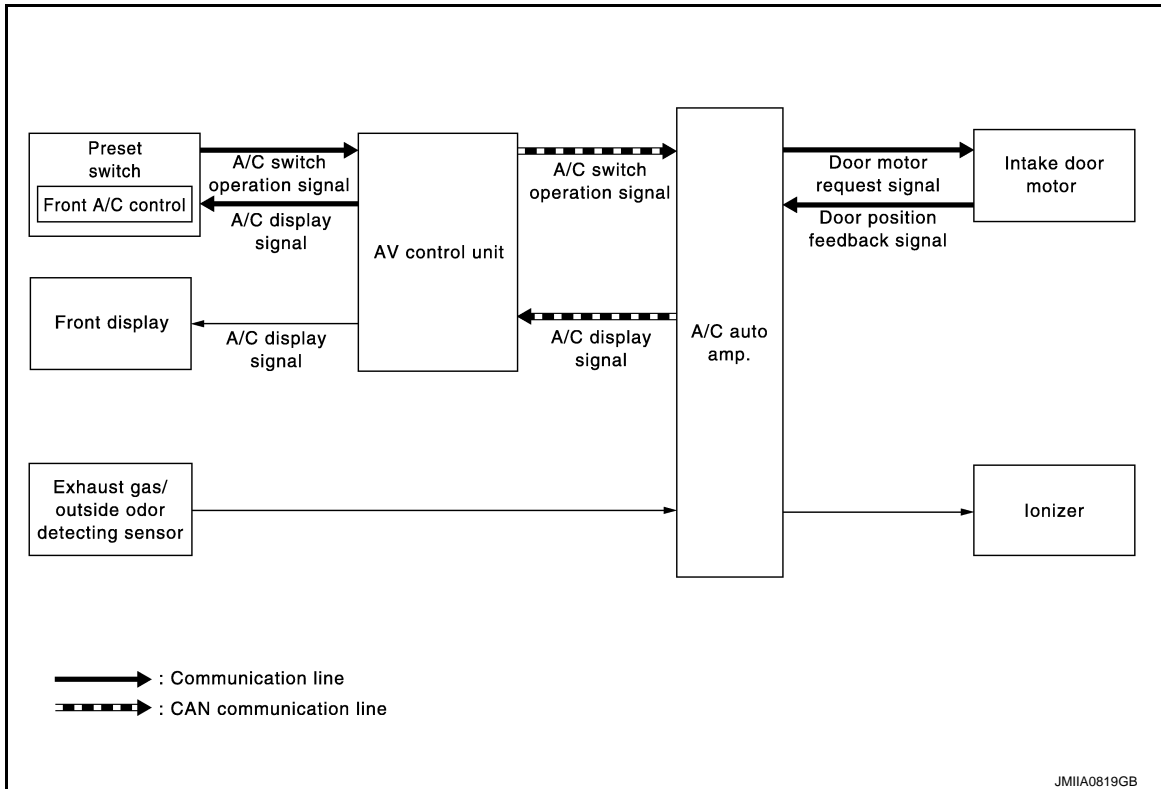 Preset
switch
Front A/C control
A/C switch
operation signal
A/C display
signal
AV control unit
A/C switch
operation signal
A/C display
signal
A/C auto
amp.
Door motor
request signal
Door position
feedback signal
Intake door
motor
Front display
A/C display
signal
Exhaust gas/
outside odor
detecting sensor
Ionizer
: Communication line
: CAN communication line
JMIIA0819GB